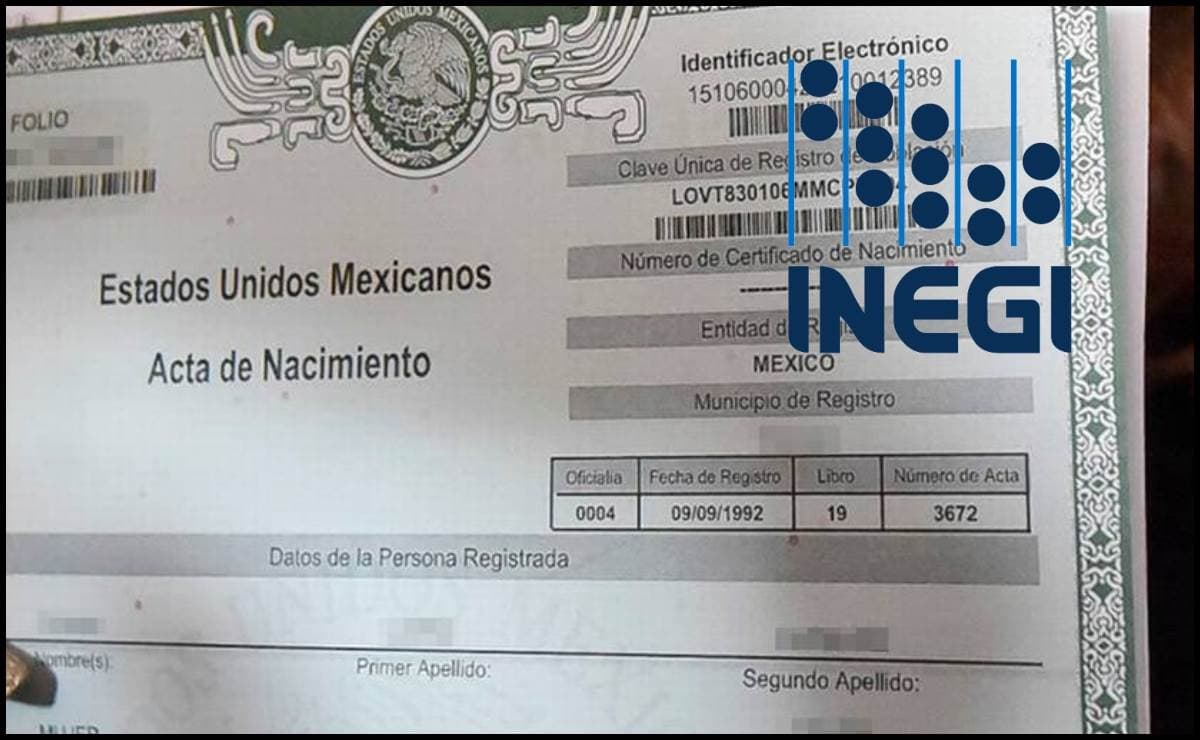 ESTADOS UNIDOS MEXICANOS
Identificador Electrónico
FOLIO
Clave Única de Registro de
Número de Certificado de Nacimiento
INEGI
Estados Unidos Mexicanos
Entidad
MEXICO
Acta de Nacimiento
Municipio de Registro
Oficialia Fecha de Registro Libro Número de Acta
0004 09/09/1992 19 3672
Datos de la Persona Registrada
Nombre(s): Primer Apellido: Segundo Apellido:
MUJER